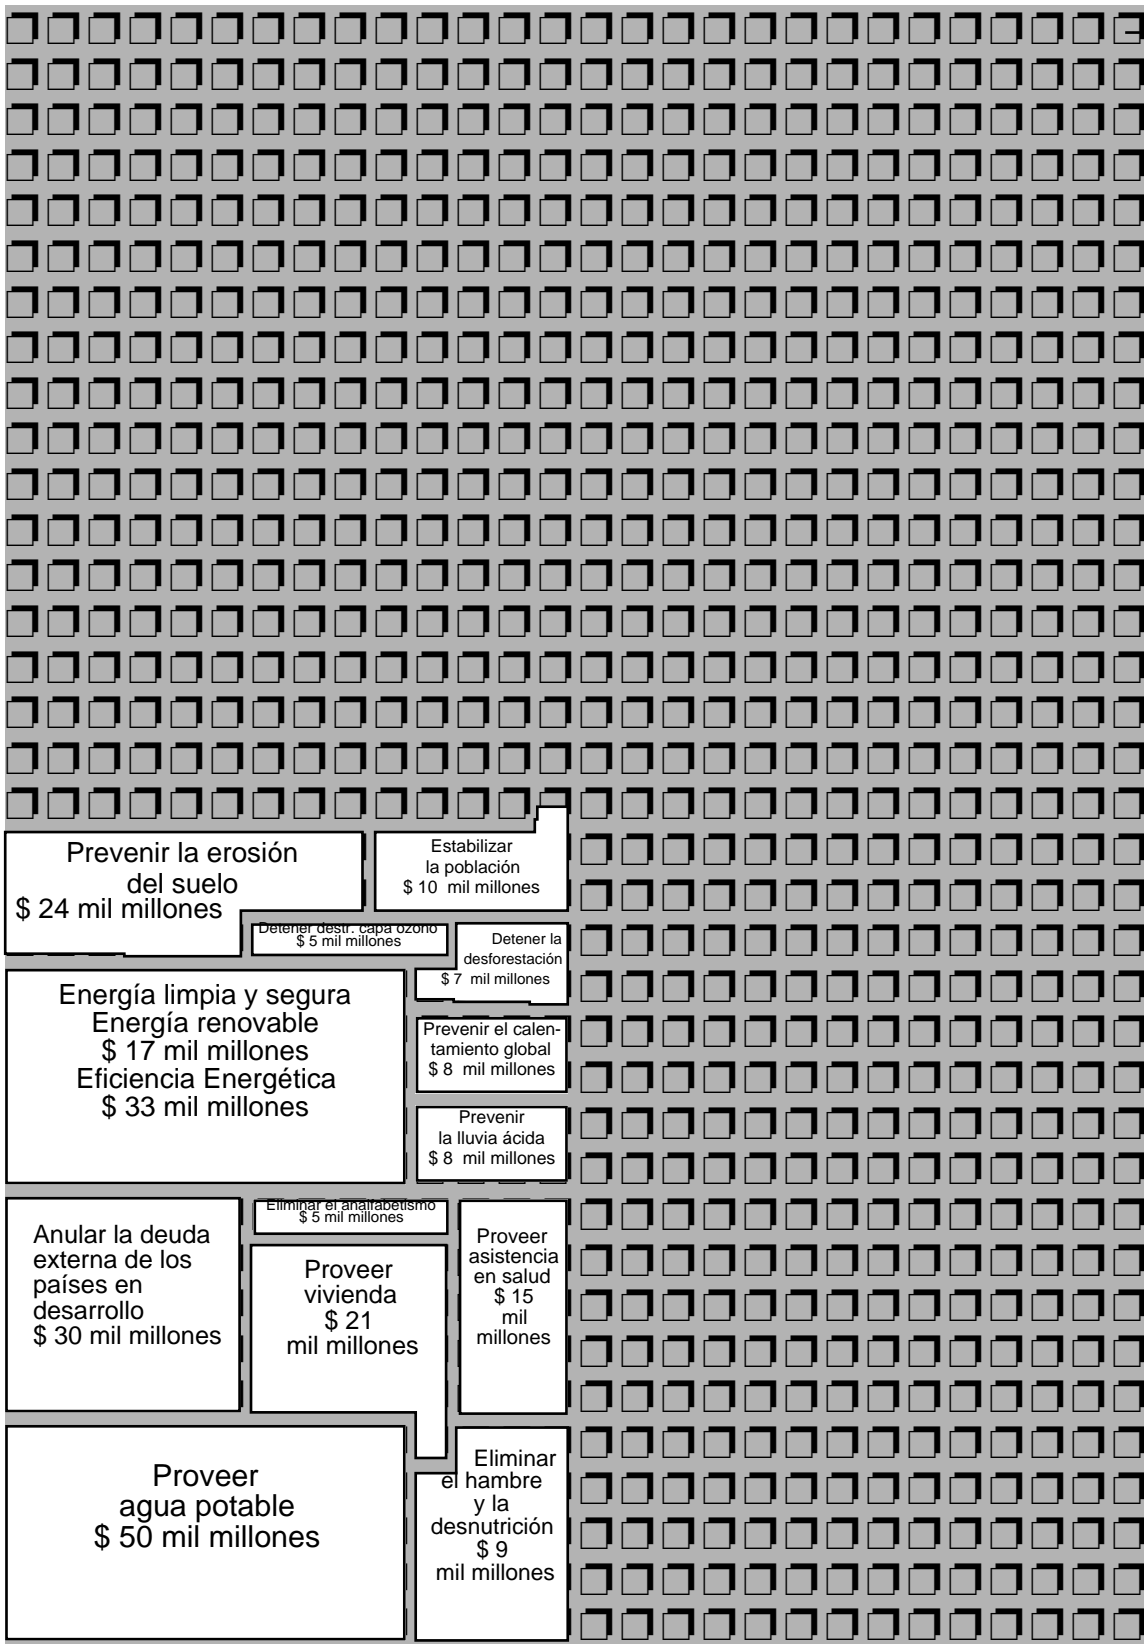 Prevenir la erosión
del suelo
$ 24 mil millones
Estabilizar
la población
$ 10 mil millones
Detener destr. capa ozono
$ 5 mil millones
Detener la
desforestación
$ 7 mil millones
Energía limpia y segura
Energía renovable
$ 17 mil millones
Eficiencia Energética
$ 33 mil millones
Prevenir el calen-
tamiento global
$ 8 mil millones
Prevenir
la lluvia ácida
$ 8 mil millones
Anular la deuda
externa de los
países en
desarrollo
$ 30 mil millones
Eliminar el analfabetismo
$ 5 mil millones
Proveer
vivienda
$ 21
mil millones
Proveer
asistencia
en salud
$ 15
mil
millones
Proveer
agua potable
$ 50 mil millones
Eliminar
el hambre
y la
desnutrición
$ 9
mil millones